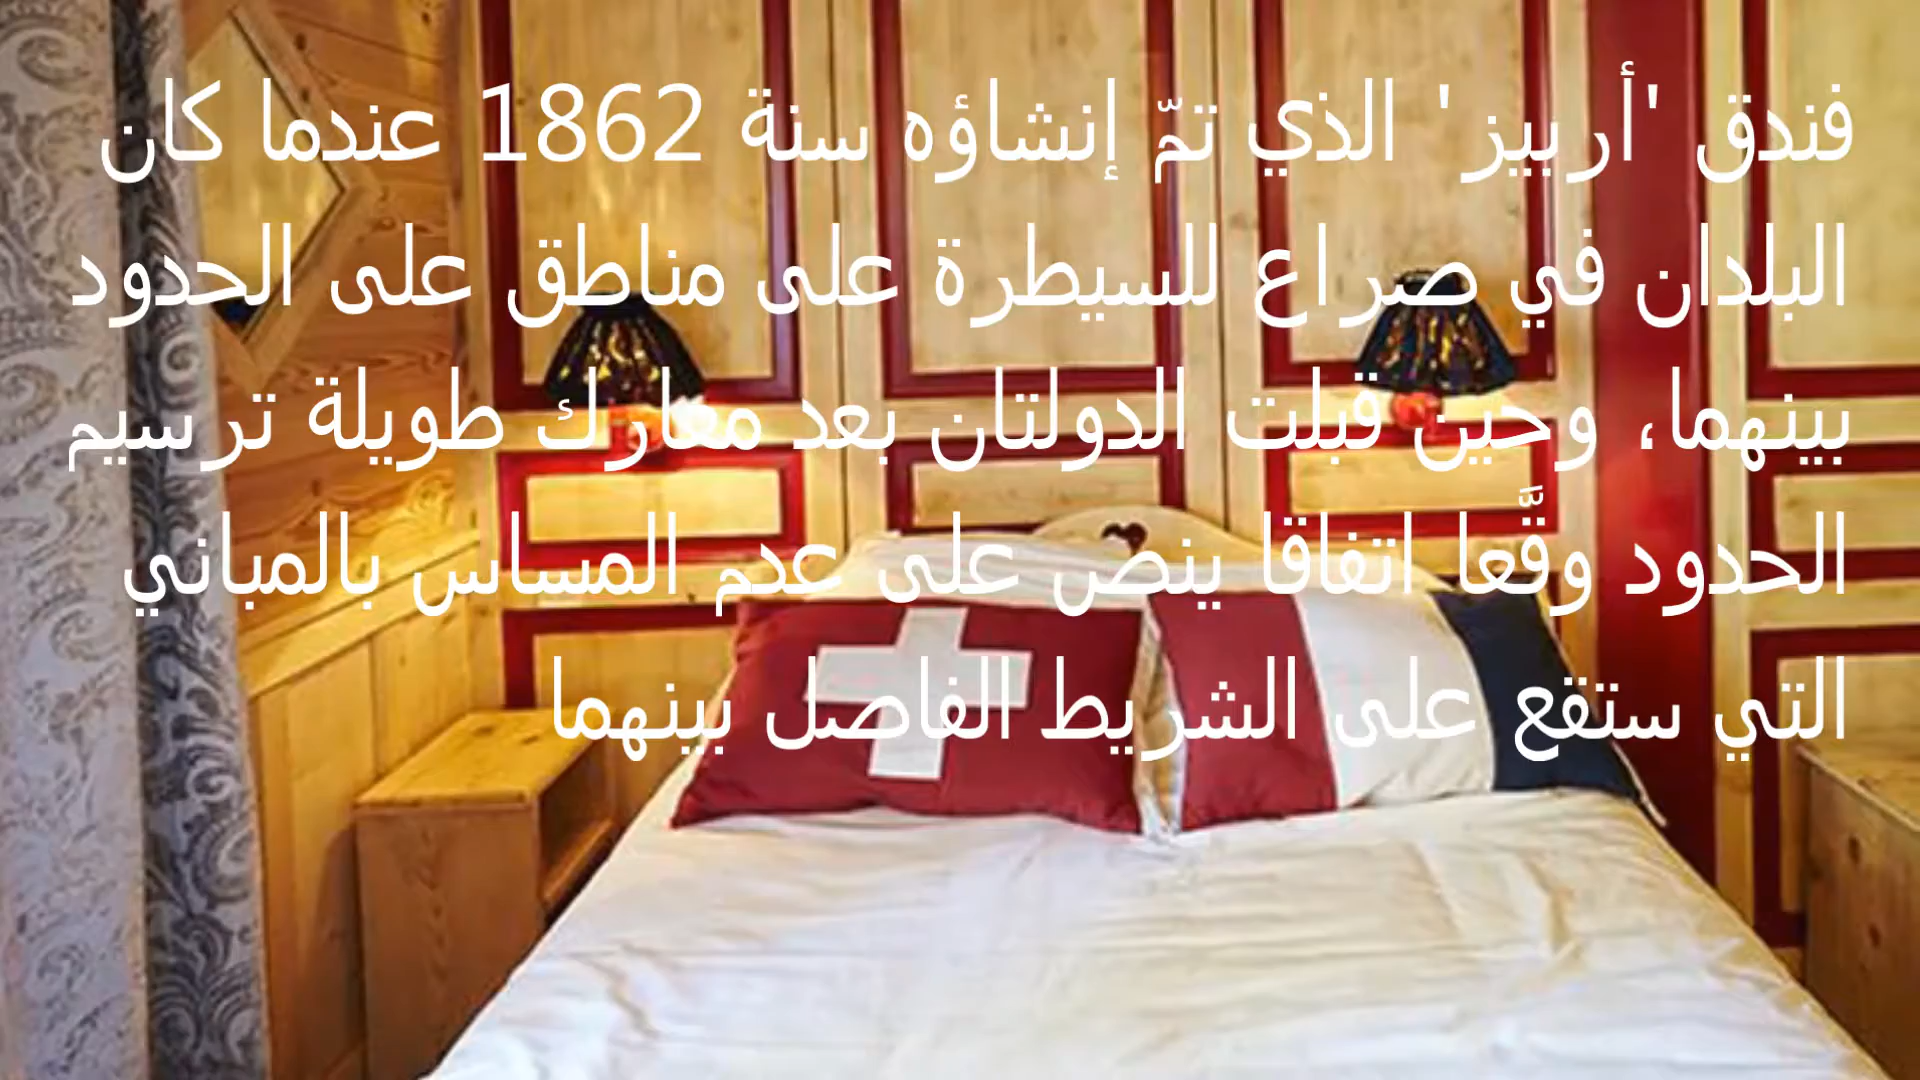 فندق 'أربيز' الذي تمّ إنشاؤه سنة 1862 عندما كان
البلدان في صراع للسيطرة على مناطق على الحدود
بينهما، وحين قبلت الدولتان بعد معارك طويلة ترسيم
الحدود وقَّعا اتفاقا ينص على عدم المساس بالمباني
التي ستقع على الشريط الفاصل بينهما